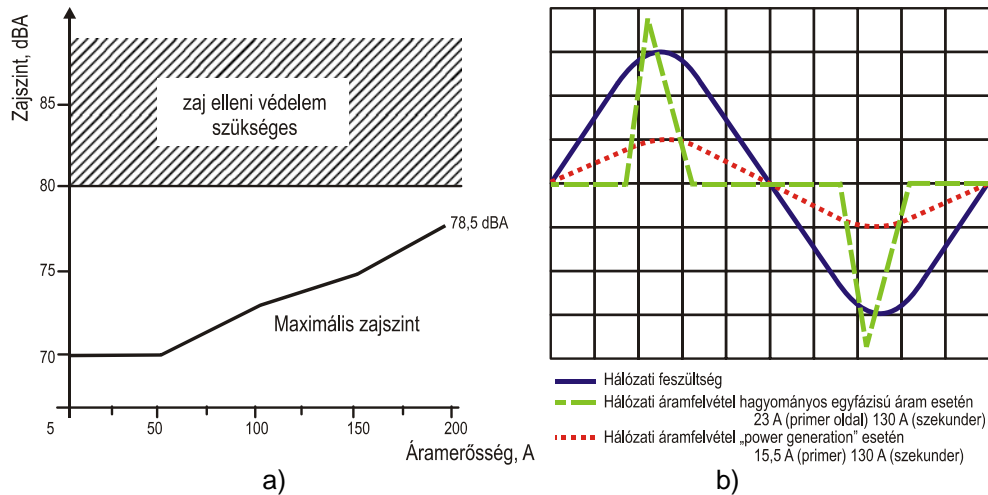 Zajszint, dBA
85
80
75
70
zaj elleni védelem
szükséges
78,5 dBA
Maximális zajszint
5 50 100 150 200
Áramerősség, A
a)
Hálózati feszültség
Hálózati áramfelvétel hagyományos egyfázisú áram esetén
23 A (primer oldal) 130 A (szekunder)
Hálózati áramfelvétel „power generation” esetén
15,5 A (primer) 130 A (szekunder)
b)